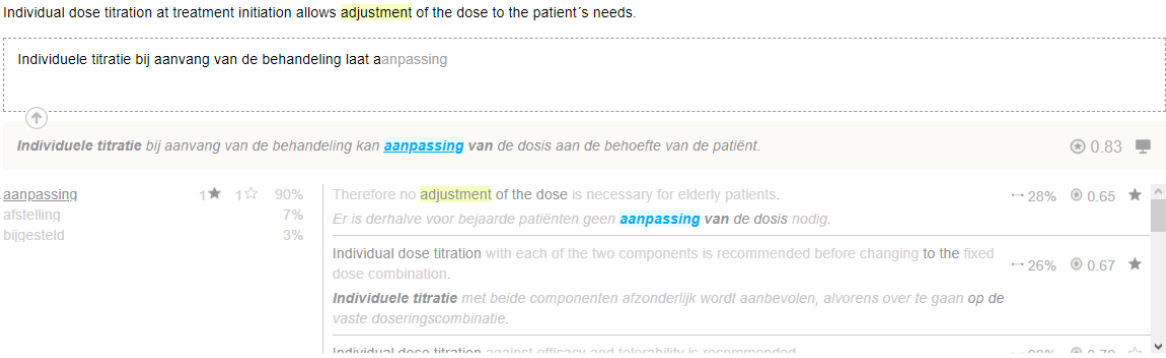 Individual dose titration at treatment initiation allows adjustment of the dose to the patient´s needs.
Individuele titratie bij aanvang van de behandeling laat aanpassing
Individuele titratie bij aanvang van de behandeling kan aanpassing van de dosis aan de behoefte van de patiënt.
0.83
aanpassing 1★ 1☆ 90%
afstelling 7%
bijgesteld 3%
Therefore no adjustment of the dose is necessary for elderly patients.
28% 0.65 ★
Er is derhalve voor bejaarde patiënten geen aanpassing van de dosis nodig.
Individual dose titration with each of the two components is recommended before changing to the fixed
dose combination.
26% 0.67 ★
Individuele titratie met beide componenten afzonderlijk wordt aanbevolen, alvorens over te gaan op de
vaste doseringscombinatie.
Individual dose titration against efficacy and tolerability is recommended